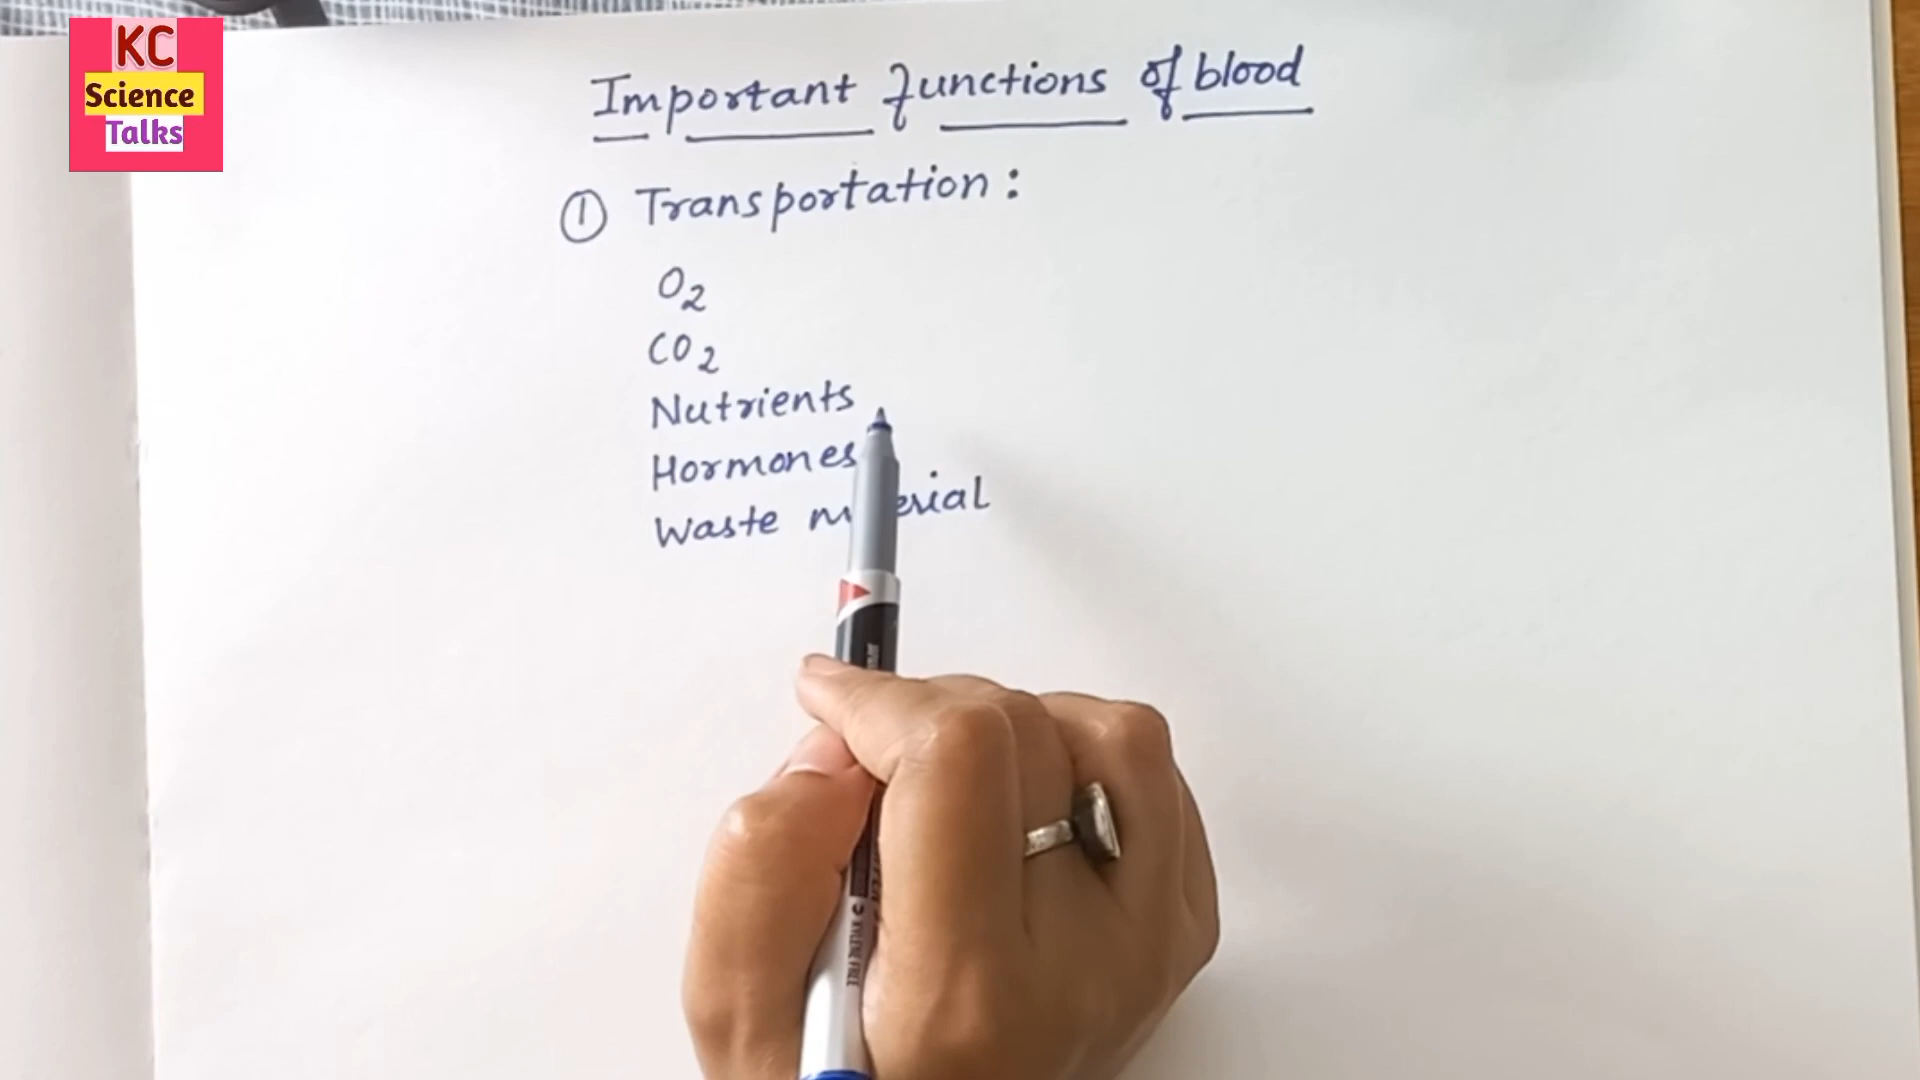 KC
Science
Talks
Important functions of blood
① Transportation:
O2
CO2
Nutrients
Hormones
Waste